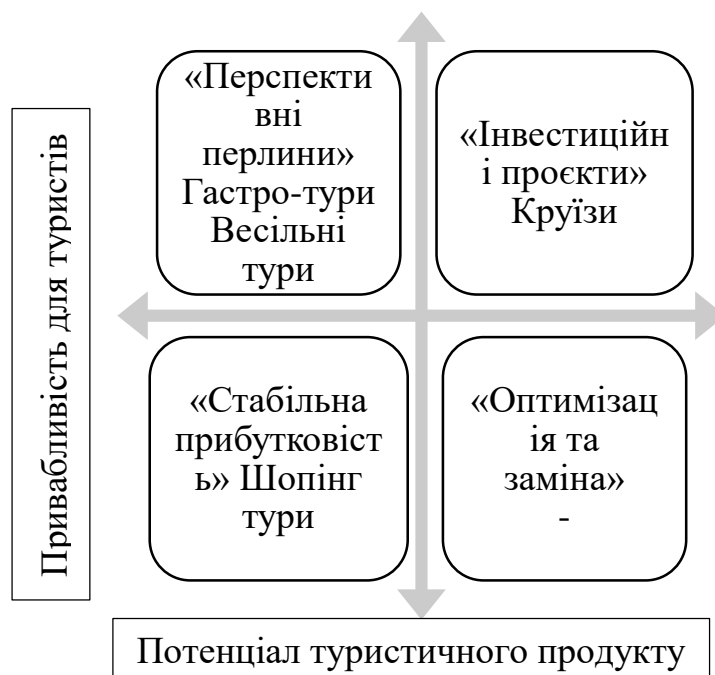 Привабливість для туристів
«Перспекти
вні
перлини»
Гастро-тури
Весільні
тури
«Інвестиційн
і проєкти»
Круїзи
«Стабільна
прибутковіст
ь» Шопінг
тури
«Оптимізац
ія та
заміна»
-
Потенціал туристичного продукту